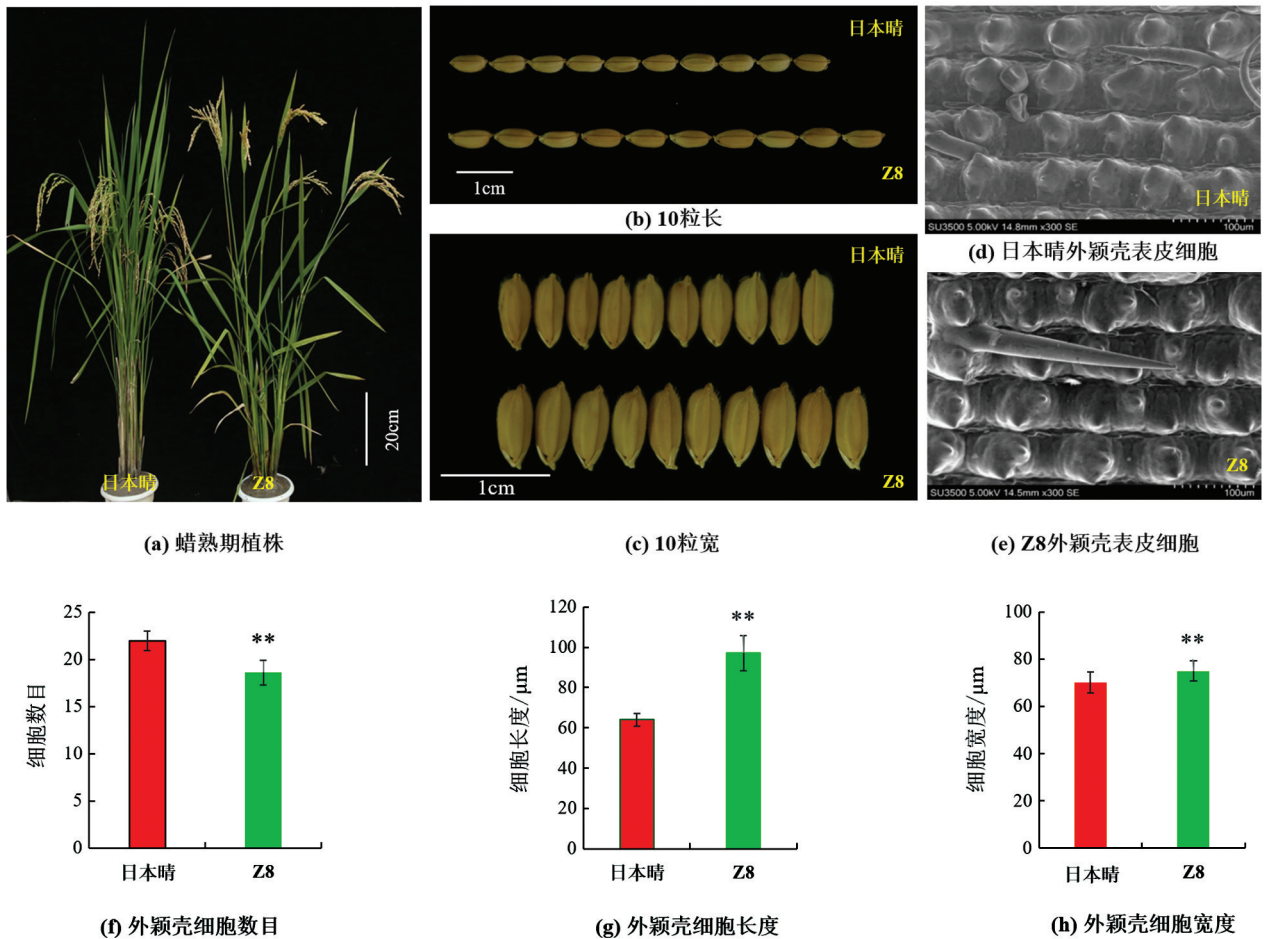 日本晴
Z8
20cm
(a) 蜡熟期植株
日本晴
1cm
Z8
(b) 10粒长
日本晴
1cm
Z8
(c) 10粒宽
日本晴
SU3500 5.00kV 14.8mm x300 SE
100um
(d) 日本晴外颖壳表皮细胞
Z8
SU3500 5.00kV 14.5mm x300 SE
100um
(e) Z8外颖壳表皮细胞
25
20
15
10
5
0
细胞数目
**
日本晴
Z8
(f) 外颖壳细胞数目
120
100
80
60
40
20
0
细胞长度/μm
**
日本晴
Z8
(g) 外颖壳细胞长度
100
80
60
40
20
0
细胞宽度/μm
**
日本晴
Z8
(h) 外颖壳细胞宽度